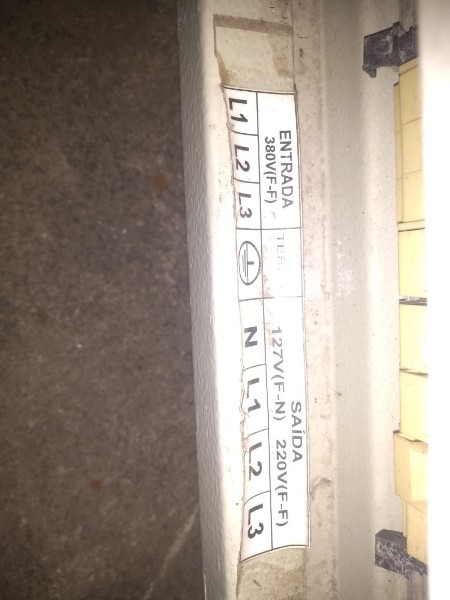 ENTRADA
380V(F-F)
L1 L2 L3
SAÍDA
127V(F-N) 220V(F-F)
N L1 L2 L3